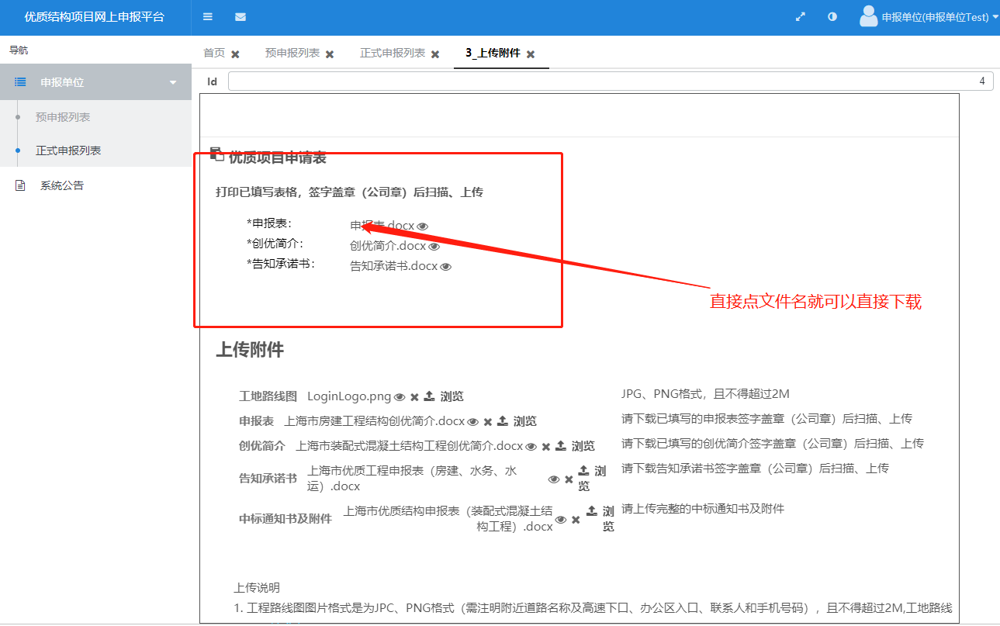 优质结构项目网上申报平台
申报单位(申报单位Test)
导航
首页
预申报列表
正式申报列表
3_上传附件
申报单位
Id
4
预申报列表
正式申报列表
系统公告
优质项目申请表
打印已填写表格，签字盖章（公司章）后扫描、上传
*申报表：
申报表.docx
*创优简介：
创优简介.docx
*告知承诺书：
告知承诺书.docx
直接点文件名就可以直接下载
上传附件
工地路线图 LoginLogo.png 浏览
JPG、PNG格式，且不得超过2M
申报表 上海市房建工程结构创优简介.docx 浏览
请下载已填写的申报表签字盖章（公司章）后扫描、上传
创优简介 上海市装配式混凝土结构工程创优简介.docx 浏览
请下载已填写的创优简介签字盖章（公司章）后扫描、上传
告知承诺书
上海市优质工程申报表（房建、水务、水
运）.docx
浏
览
请下载告知承诺书签字盖章（公司章）后扫描、上传
中标通知书及附件
上海市优质结构申报表（装配式混凝土结
构工程）.docx
浏
览
请上传完整的中标通知书及附件
上传说明
1. 工程路线图图片格式是为JPC、PNG格式（需注明附近道路名称及高速下口、办公区入口、联系人和手机号码），且不得超过2M,工地路线